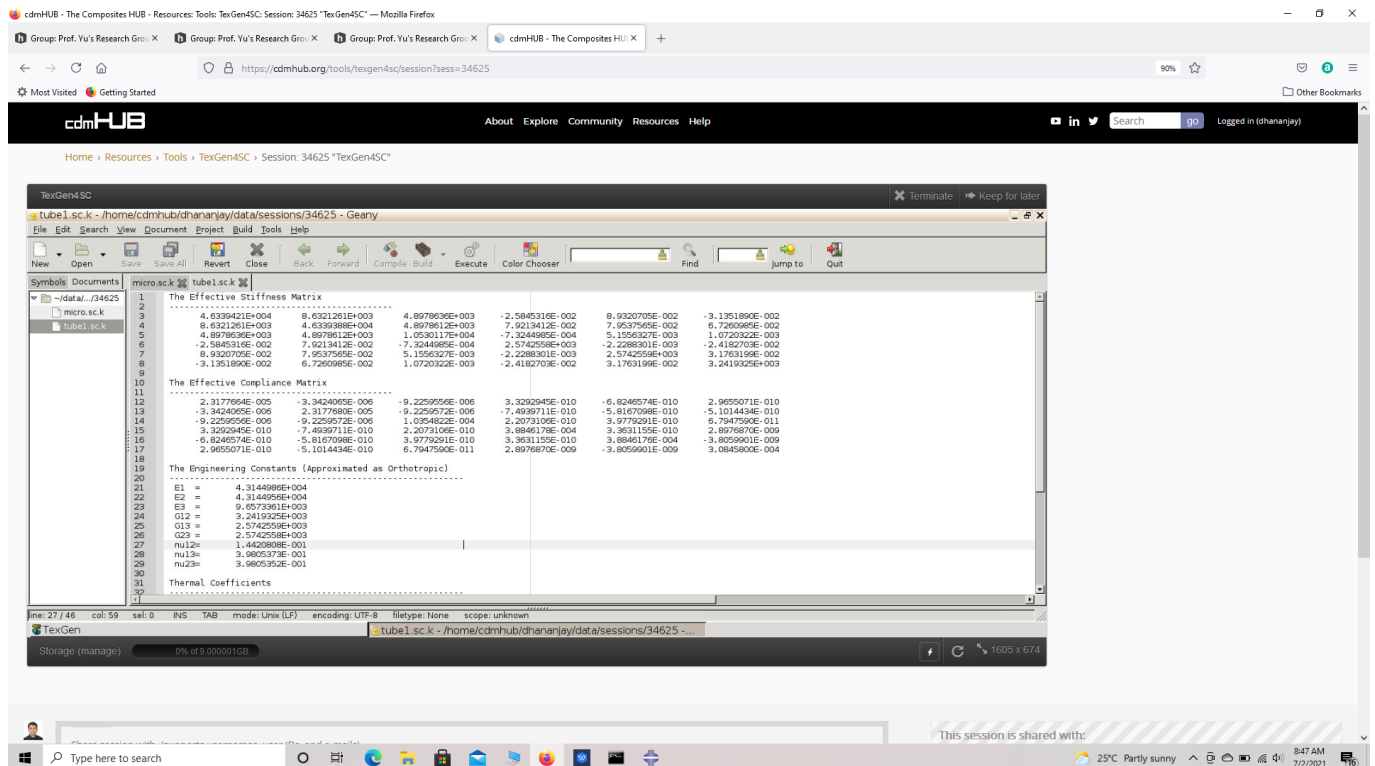 cdmHUB - The Composites HUB - Resources: Tools: TexGen4SC: Session: 34625 "TexGen4SC" — Mozilla Firefox
Group: Prof. Yu's Research Grou Group: Prof. Yu's Research Grou Group: Prof. Yu's Research Grou cdmHUB - The Composites HUB
https://cdmhub.org/tools/texgen4sc/session?sess=34625 90%
Most Visited Getting Started Other Bookmarks
cdmHUB About Explore Community Resources Help Search go Logged in (dhananjay)
Home › Resources › Tools › TexGen4SC › Session: 34625 "TexGen4SC"
TexGen4SC Terminate Keep for later
tube1.sc.k - /home/cdmhub/dhananjay/data/sessions/34625 - Geany
File Edit Search View Document Project Build Tools Help
New Open Save Save All Revert Close Back Forward Compile Build Execute Color Chooser Find Jump to Quit
Symbols Documents micro.sc.k tube1.sc.k
~/data/.../34625
micro.sc.k
tube1.sc.k
1 The Effective Stiffness Matrix
2 ----------------------------------------
3 4.6339421E+004 8.6321261E+003 4.8978636E+003 -2.5845316E-002 8.9320705E-002 -3.1351890E-002
4 8.6321261E+003 4.6339388E+004 4.8978612E+003 7.9213412E-002 7.9537565E-002 6.7260985E-002
5 4.8978636E+003 4.8978612E+003 1.0530117E+004 -7.3244985E-004 5.1556327E-003 1.0720322E-003
6 -2.5845316E-002 7.9213412E-002 -7.3244985E-004 2.5742558E+003 -2.2288301E-003 -2.4182703E-002
7 8.9320705E-002 7.9537565E-002 5.1556327E-003 -2.2288301E-003 2.5742559E+003 3.1763199E-002
8 -3.1351890E-002 6.7260985E-002 1.0720322E-003 -2.4182703E-002 3.1763199E-002 3.2419325E+003
9
10 The Effective Compliance Matrix
11 ----------------------------------------
12 2.3177664E-005 -3.3424065E-006 -9.2259556E-006 3.3292945E-010 -6.8246574E-010 2.9655071E-010
13 -3.3424065E-006 2.3177680E-005 -9.2259572E-006 -7.4939711E-010 -5.8167098E-010 -5.1014434E-010
14 -9.2259556E-006 -9.2259572E-006 1.0354822E-004 2.2073106E-010 3.9779291E-010 6.7947590E-011
15 3.3292945E-010 -7.4939711E-010 2.2073106E-010 3.8846178E-004 3.3631155E-010 2.8976870E-009
16 -6.8246574E-010 -5.8167098E-010 3.9779291E-010 3.3631155E-010 3.8846176E-004 -3.8059901E-009
17 2.9655071E-010 -5.1014434E-010 6.7947590E-011 2.8976870E-009 -3.8059901E-009 3.0845800E-004
18
19 The Engineering Constants (Approximated as Orthotropic)
20 ----------------------------------------
21 E1 = 4.3144986E+004
22 E2 = 4.3144956E+004
23 E3 = 9.6573361E+003
24 G12 = 3.2419325E+003
25 G13 = 2.5742559E+003
26 G23 = 2.5742558E+003
27 nu12= 1.4420808E-001
28 nu13= 3.9805373E-001
29 nu23= 3.9805352E-001
30
31 Thermal Coefficients
32 ----------------------------------------
line: 27 / 46 col: 59 sel: 0 INS TAB mode: Unix (LF) encoding: UTF-8 filetype: None scope: unknown
TexGen tube1.sc.k - /home/cdmhub/dhananjay/data/sessions/34625 -...
Storage (manage) 0% of 9.000001GB 1605 x 674
This session is shared with:
Type here to search 25°C Partly sunny 8:47 AM
7/2/2021